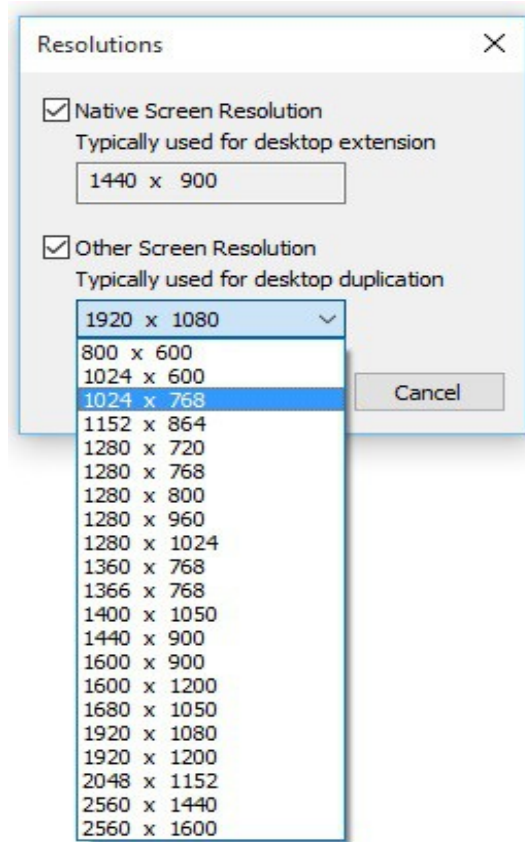 Resolutions
Native Screen Resolution
Typically used for desktop extension
1440 x 900
Other Screen Resolution
Typically used for desktop duplication
1920 x 1080
800 x 600
1024 x 600
1024 x 768
Cancel
1152 x 864
1280 x 720
1280 x 768
1280 x 800
1280 x 960
1280 x 1024
1360 x 768
1366 x 768
1400 x 1050
1440 x 900
1600 x 900
1600 x 1200
1680 x 1050
1920 x 1080
1920 x 1200
2048 x 1152
2560 x 1440
2560 x 1600